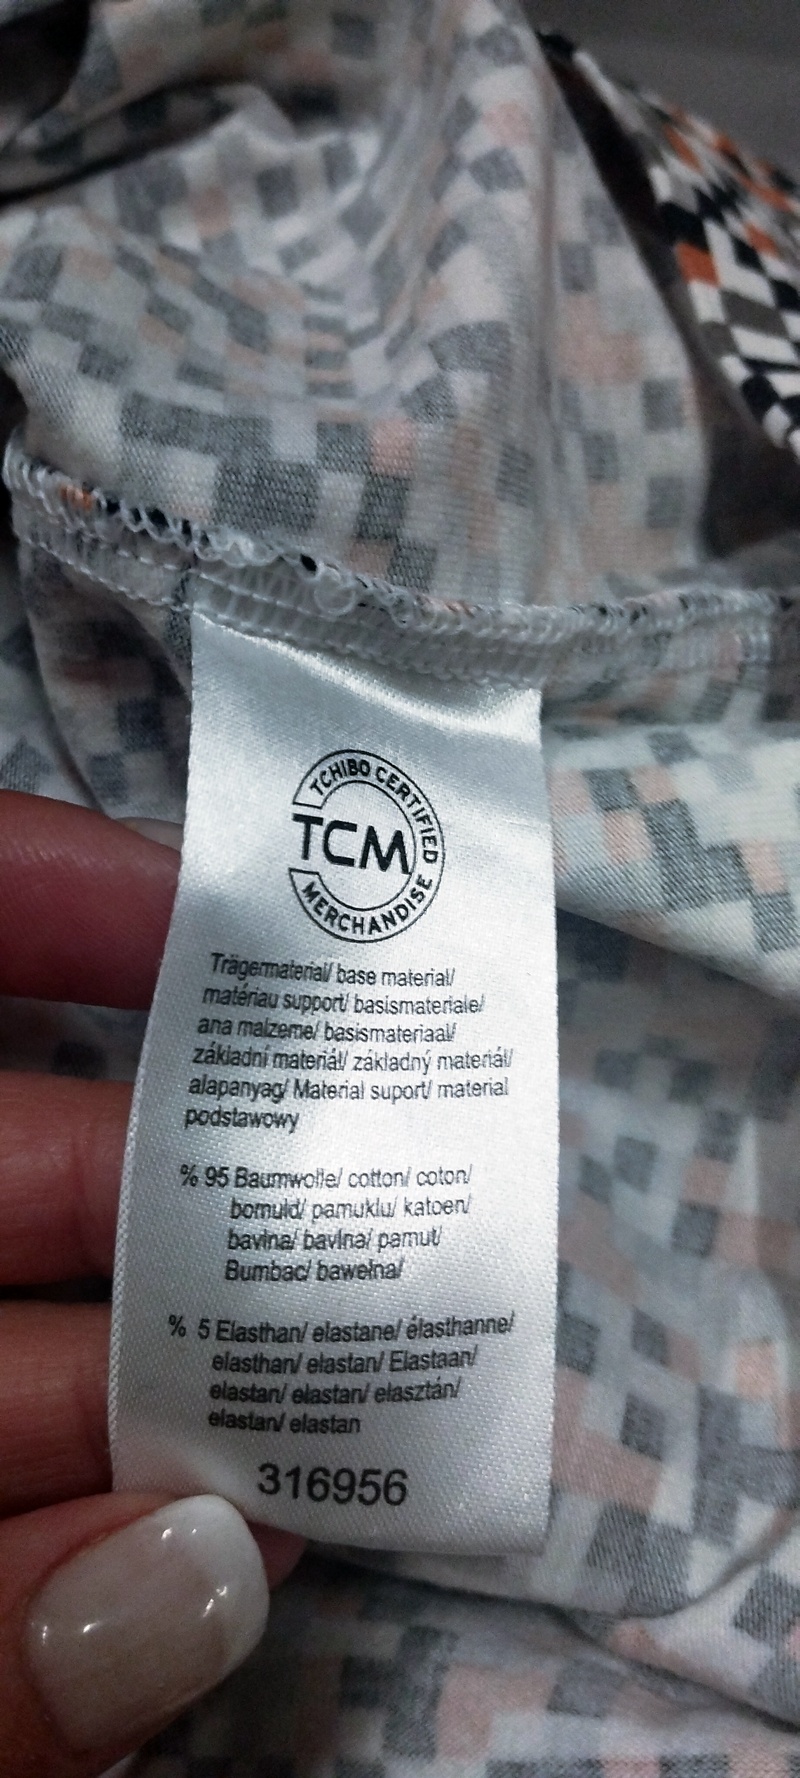 TCHIBO CERTIFIED
TCM
MERCHANDISE
Trägermaterial/ base material/
matériau support/ basismateriale/
ana malzeme/ basismateriaal/
základní materiál/ základný materiál/
alapanyag/ Material suport/ material
podstawowy
% 95 Baumwolle/ cotton/ coton/
bomuld/ pamuklu/ katoen/
bavlna/ bavlna/ pamut/
Bumbac/ bawełna/
% 5 Elasthan/ elastane/ élasthanne/
elasthan/ elastan/ Elastaan/
elastan/ elastan/ elasztán/
elastan/ elastan
316956